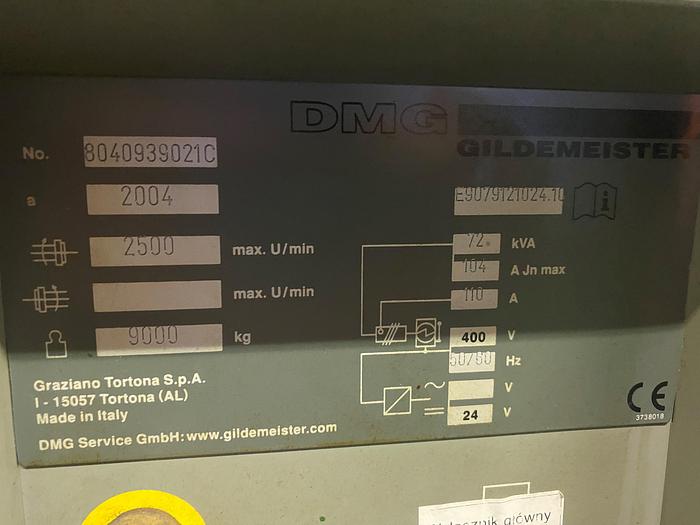 DMG
GILDEMEISTER
No. 8040939021C
a 2004
E9079121024.10
2500 max. U/min
max. U/min
9000 kg
72. kVA
104 A Jn max
110 A
400 V
50/60 Hz
V
24 V
Graziano Tortona S.p.A.
I - 15057 Tortona (AL)
Made in Italy
DMG Service GmbH: www.gildemeister.com
CE
3738018
główny